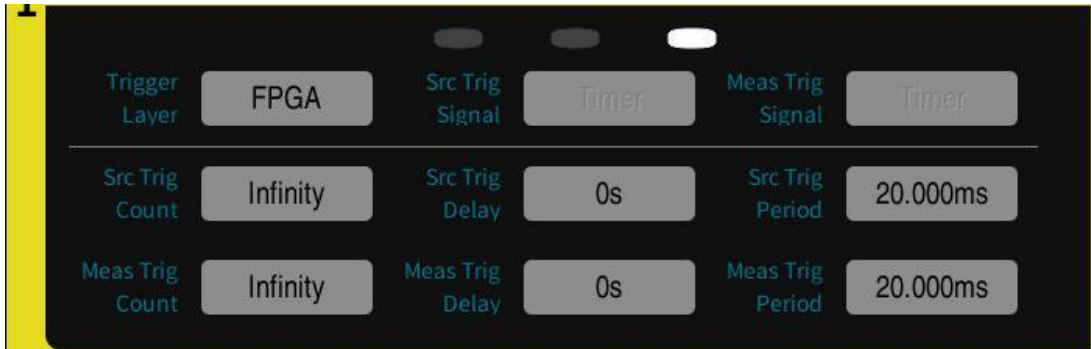 1
Trigger Layer FPGA Src Trig Signal Timer Meas Trig Signal Timer
Src Trig Count Infinity Src Trig Delay 0s Src Trig Period 20.000ms
Meas Trig Count Infinity Meas Trig Delay 0s Meas Trig Period 20.000ms